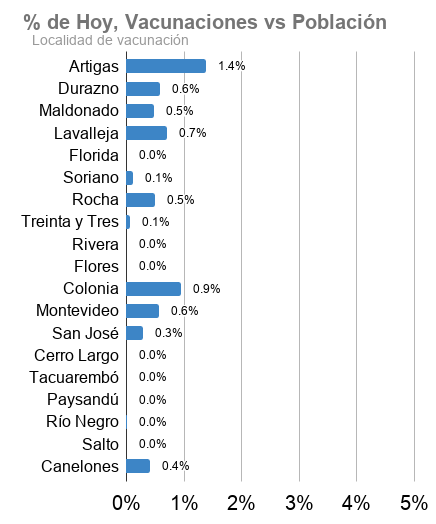 % de Hoy, Vacunaciones vs Población
Localidad de vacunación
Artigas 1.4%
Durazno 0.6%
Maldonado 0.5%
Lavalleja 0.7%
Florida 0.0%
Soriano 0.1%
Rocha 0.5%
Treinta y Tres 0.1%
Rivera 0.0%
Flores 0.0%
Colonia 0.9%
Montevideo 0.6%
San José 0.3%
Cerro Largo 0.0%
Tacuarembó 0.0%
Paysandú 0.0%
Río Negro 0.0%
Salto 0.0%
Canelones 0.4%
0% 1% 2% 3% 4% 5%